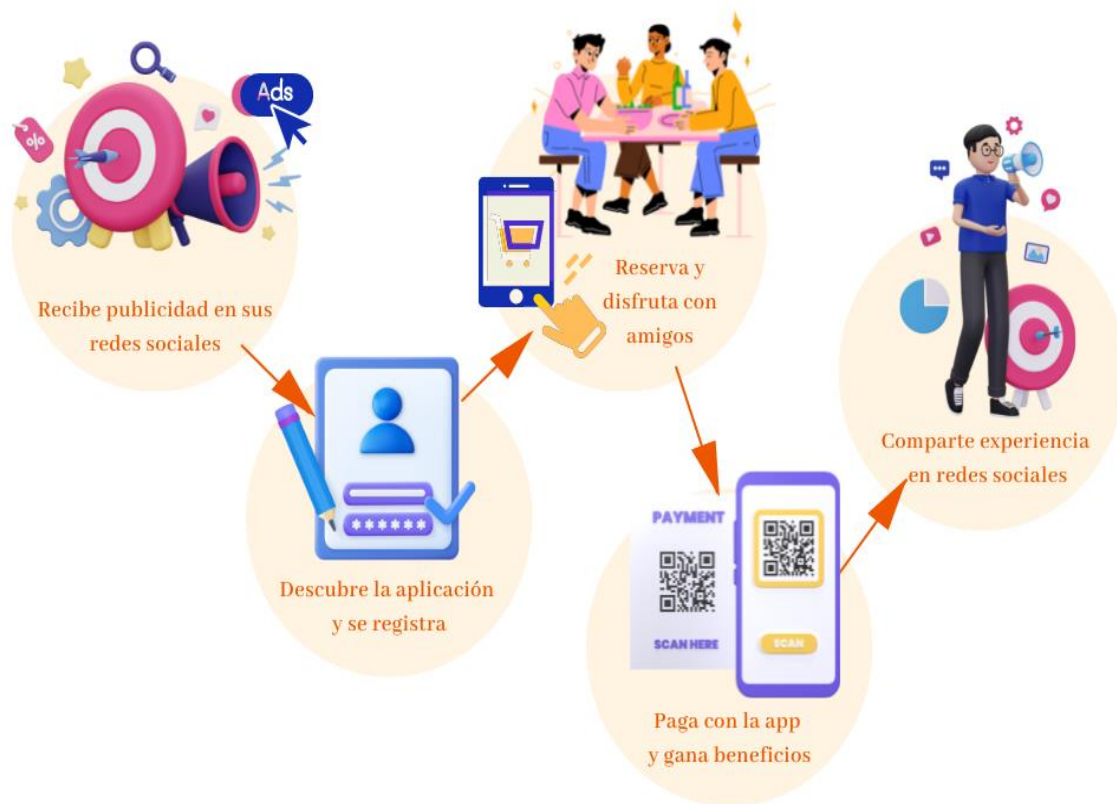 Ads
%
Recibe publicidad en sus
redes sociales
Descubre la aplicación
y se registra
Reserva y
disfruta con
amigos
PAYMENT
SCAN HERE
SCAN
Paga con la app
y gana beneficios
Comparte experiencia
en redes sociales